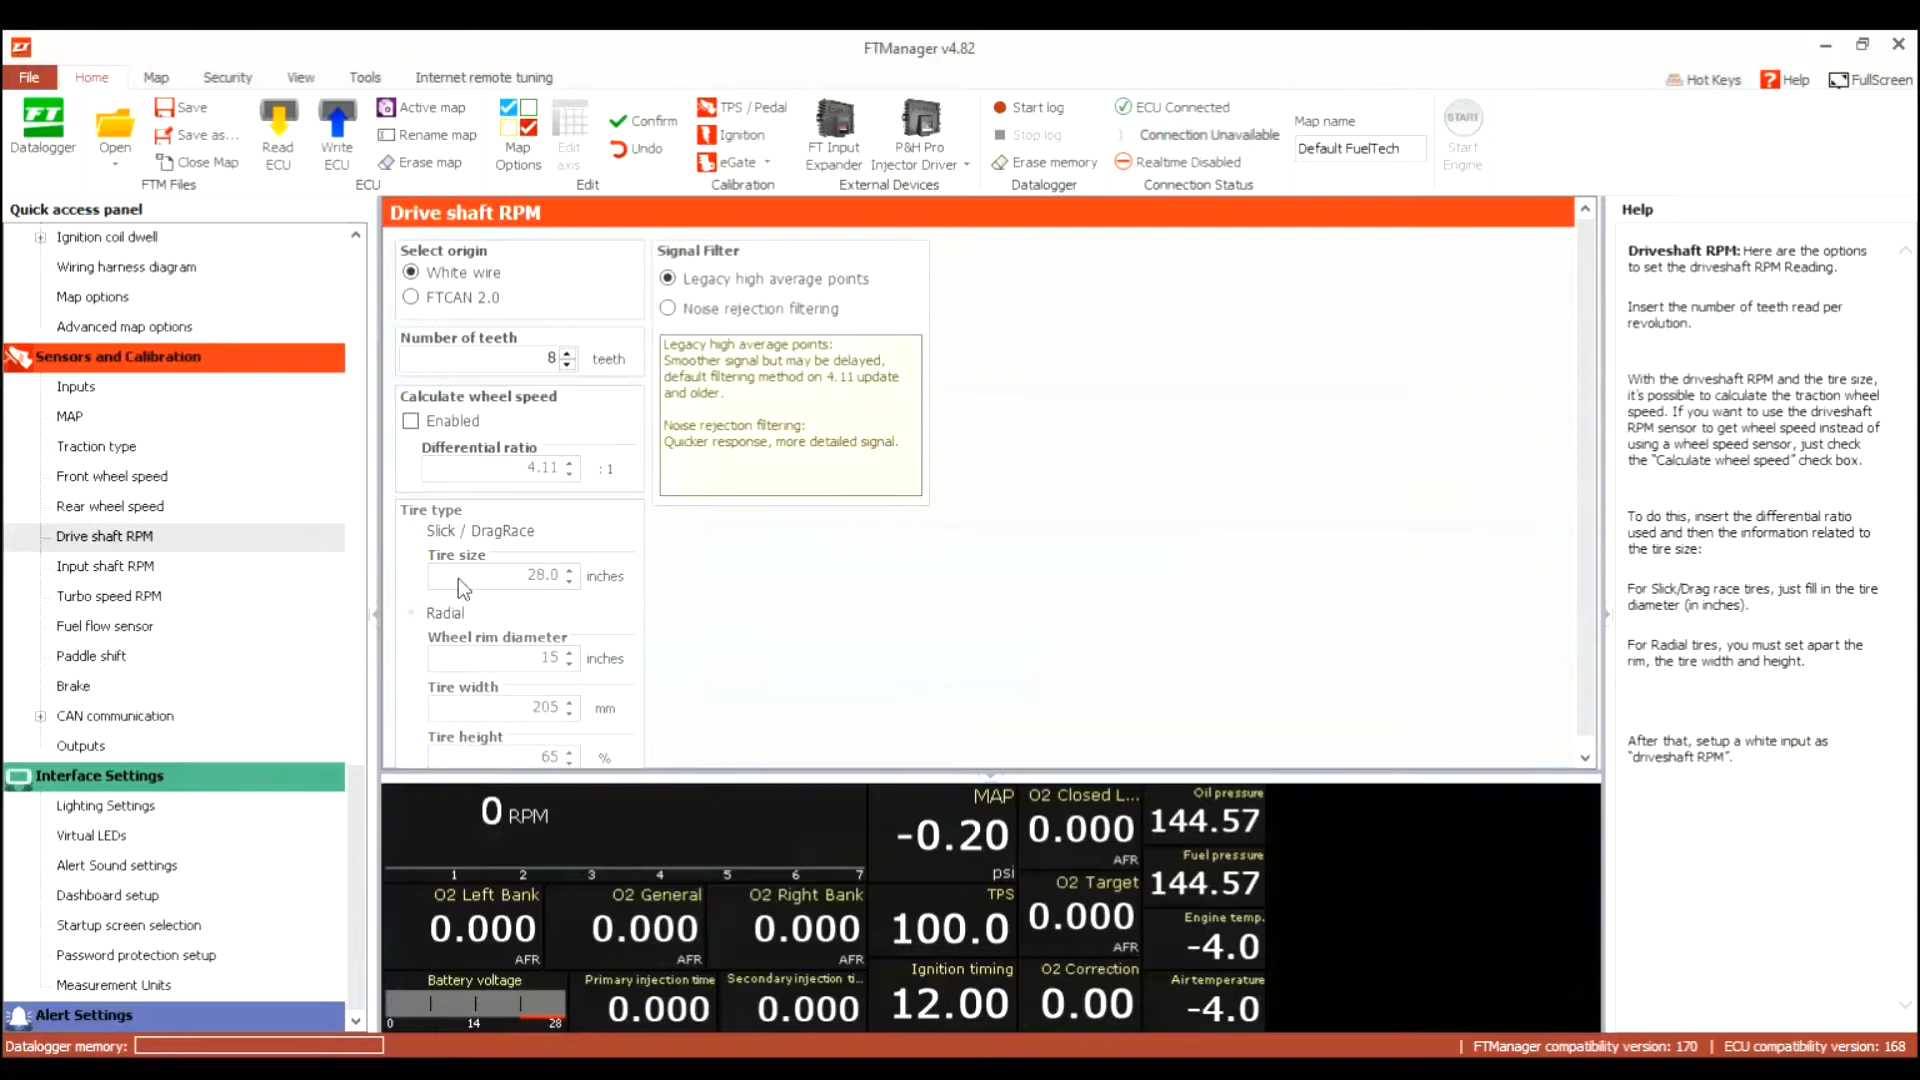 FTManager v4.82
File
Home
Map
Security
View
Tools
Internet remote tuning
Hot Keys
Help
FullScreen
FT
Datalogger
Open
Save
Save as...
Close Map
FTM Files
Read
ECU
Write
ECU
Active map
Rename map
Erase map
ECU
Map
Options
Edit
axis
Confirm
Undo
Edit
TPS / Pedal
Ignition
eGate
Calibration
FT Input
Expander
P&H Pro
Injector Driver
External Devices
Start log
Stop log
Erase memory
Datalogger
ECU Connected
Connection Unavailable
Realtime Disabled
Connection Status
Map name
Default FuelTech
START
Start
Engine
Quick access panel
Ignition coil dwell
Wiring harness diagram
Map options
Advanced map options
Sensors and Calibration
Inputs
MAP
Traction type
Front wheel speed
Rear wheel speed
Drive shaft RPM
Input shaft RPM
Turbo speed RPM
Fuel flow sensor
Paddle shift
Brake
CAN communication
Outputs
Interface Settings
Lighting Settings
Virtual LEDs
Alert Sound settings
Dashboard setup
Startup screen selection
Password protection setup
Measurement Units
Alert Settings
Drive shaft RPM
Select origin
White wire
FTCAN 2.0
Number of teeth
8 teeth
Calculate wheel speed
Enabled
Differential ratio
4.11 : 1
Tire type
Slick / DragRace
Tire size
28.0 inches
Radial
Wheel rim diameter
15 inches
Tire width
205 mm
Tire height
65 %
Signal Filter
Legacy high average points
Noise rejection filtering
Legacy high average points:
Smoother signal but may be delayed,
default filtering method on 4.11 update
and older.
Noise rejection filtering:
Quicker response, more detailed signal.
Help
Driveshaft RPM: Here are the options
to set the driveshaft RPM Reading.
Insert the number of teeth read per
revolution.
With the driveshaft RPM and the tire size,
it's possible to calculate the traction wheel
speed. If you want to use the driveshaft
RPM sensor to get wheel speed instead of
using a wheel speed sensor, just check
the "Calculate wheel speed" check box.
To do this, insert the differential ratio
used and then the information related to
the tire size:
For Slick/Drag race tires, just fill in the tire
diameter (in inches).
For Radial tires, you must set apart the
rim, the tire width and height.
After that, setup a white input as
"driveshaft RPM".
0 RPM
1 2 3 4 5 6 7
O2 Left Bank
0.000
AFR
O2 General
0.000
AFR
O2 Right Bank
0.000
AFR
Battery voltage
0 14 28
Primary injection time
0.000
Secondary injection ti...
0.000
MAP
-0.20
psi
TPS
100.0
Ignition timing
12.00
O2 Closed L...
0.000
AFR
O2 Target
0.000
AFR
O2 Correction
0.00
Oil pressure
144.57
Fuel pressure
144.57
Engine temp.
-4.0
Air temperature
-4.0
Datalogger memory:
| FTManager compatibility version: 170 | ECU compatibility version: 168